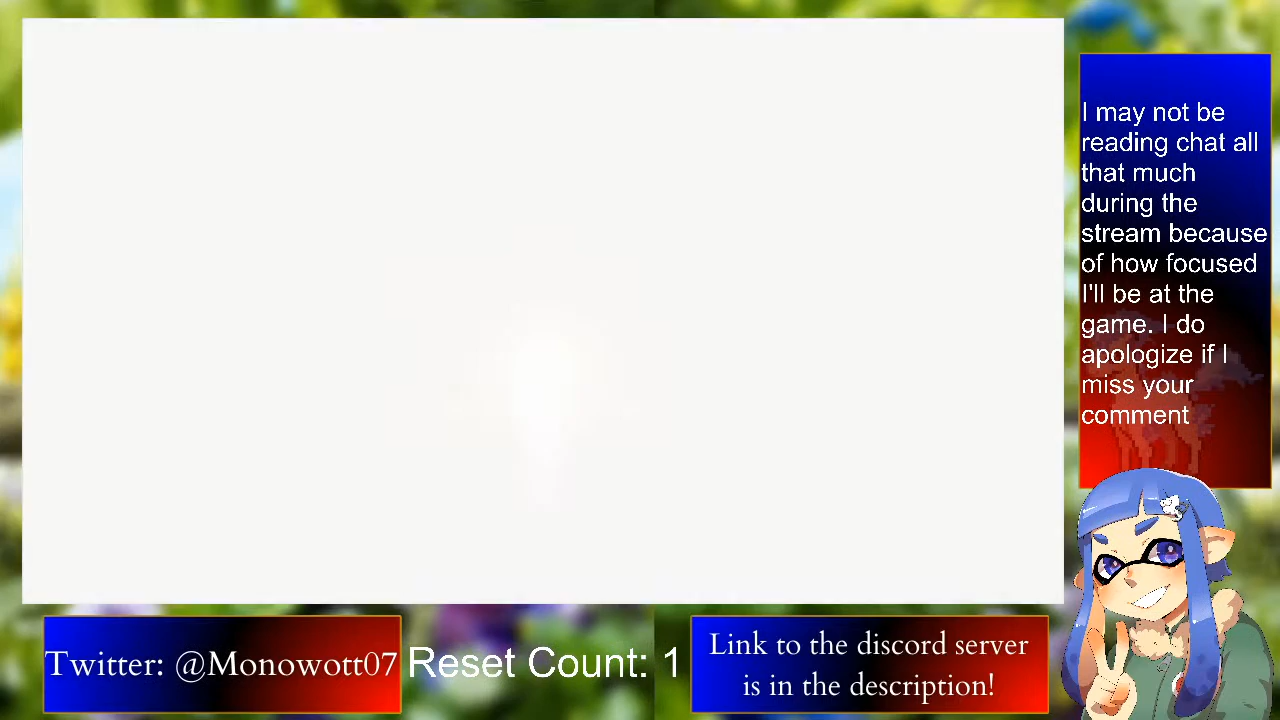 I may not be
reading chat all
that much
during the
stream because
of how focused
I'll be at the
game. I do
apologize if I
miss your
comment
Twitter: @Monowott07
Reset Count: 1
Link to the discord server
is in the description!